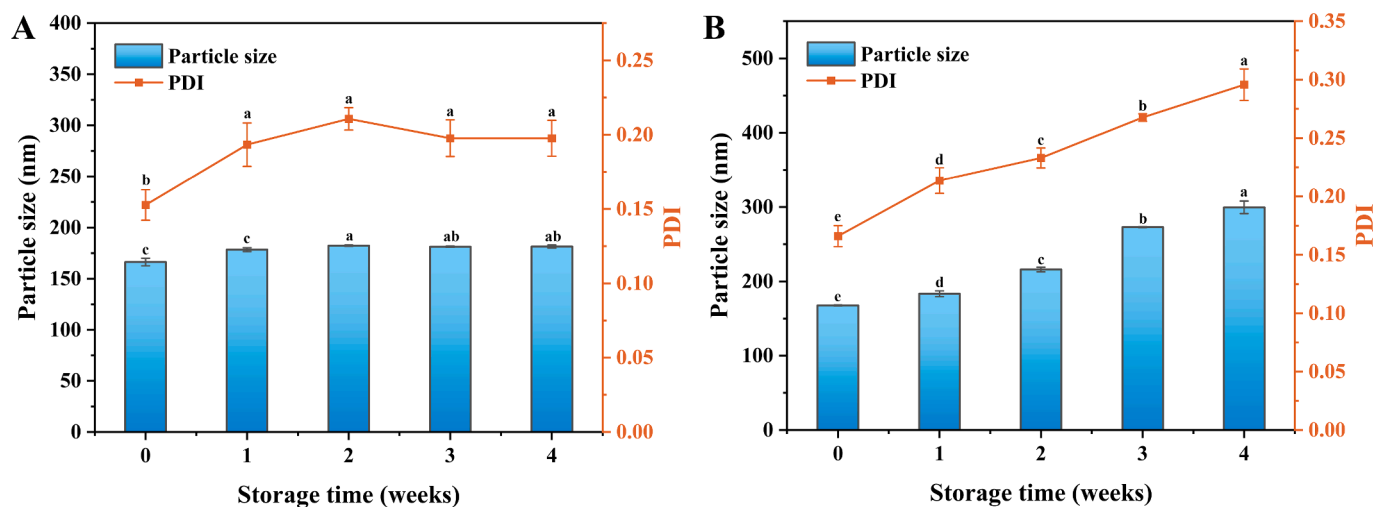 A
Particle size
PDI
400
350
300
250
200
150
100
50
0
Particle size (nm)
b
a
a
a
a
c
c
a
ab
ab
0.25
0.20
0.15
0.10
0.05
0.00
PDI
0 1 2 3 4
Storage time (weeks)
B
Particle size
PDI
500
400
300
200
100
0
Particle size (nm)
e
d
c
b
a
e
d
c
b
a
0.35
0.30
0.25
0.20
0.15
0.10
0.05
0.00
PDI
0 1 2 3 4
Storage time (weeks)